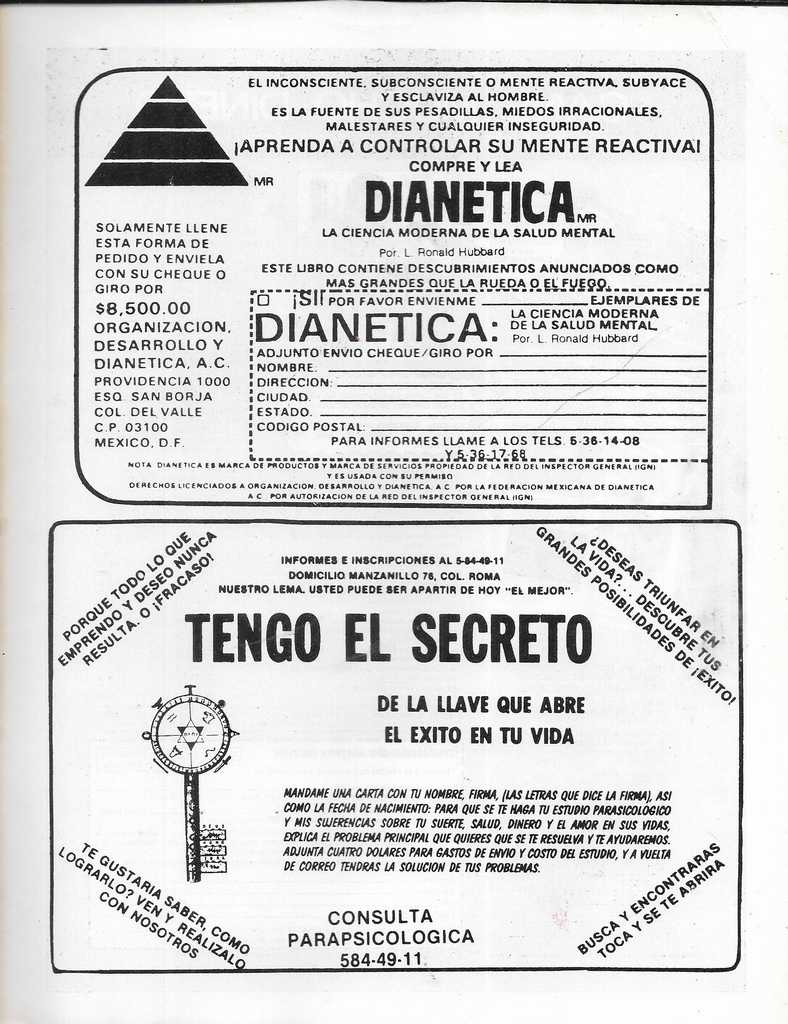 EL INCONSCIENTE, SUBCONSCIENTE O MENTE REACTIVA, SUBYACE
Y ESCLAVIZA AL HOMBRE.
ES LA FUENTE DE SUS PESADILLAS, MIEDOS IRRACIONALES,
MALESTARES Y CUALQUIER INSEGURIDAD.
¡APRENDA A CONTROLAR SU MENTE REACTIVA!
COMPRE Y LEA
MR
DIANETICA MR
LA CIENCIA MODERNA DE LA SALUD MENTAL
Por. L. Ronald Hubbard
ESTE LIBRO CONTIENE DESCUBRIMIENTOS ANUNCIADOS COMO
MAS GRANDES QUE LA RUEDA O EL FUEGO.
SOLAMENTE LLENE
ESTA FORMA DE
PEDIDO Y ENVIELA
CON SU CHEQUE O
GIRO POR
$8,500.00
ORGANIZACION,
DESARROLLO Y
DIANETICA, A.C.
PROVIDENCIA 1000
ESQ. SAN BORJA
COL. DEL VALLE
C.P. 03100
MEXICO, D.F.
¡SI! POR FAVOR ENVIENME EJEMPLARES DE
DIANETICA:
LA CIENCIA MODERNA
DE LA SALUD MENTAL
Por. L. Ronald Hubbard
ADJUNTO ENVIO CHEQUE/GIRO POR
NOMBRE:
DIRECCION:
CIUDAD.
ESTADO.
CODIGO POSTAL:
PARA INFORMES LLAME A LOS TELS. 5-36-14-08
Y 5-36-17-68
NOTA DIANETICA ES MARCA DE PRODUCTOS Y MARCA DE SERVICIOS PROPIEDAD DE LA RED DEL INSPECTOR GENERAL (IGN)
Y ES USADA CON SU PERMISO
DERECHOS LICENCIADOS A ORGANIZACION, DESARROLLO Y DIANETICA, A C POR LA FEDERACION MEXICANA DE DIANETICA
A C POR AUTORIZACION DE LA RED DEL INSPECTOR GENERAL (IGN)
PORQUE TODO LO QUE
EMPRENDO Y DESEO NUNCA
RESULTA. O ¡FRACASO!
INFORMES E INSCRIPCIONES AL 5-84-49-11
DOMICILIO MANZANILLO 76, COL. ROMA
NUESTRO LEMA. USTED PUEDE SER APARTIR DE HOY "EL MEJOR".
¿DESEAS TRIUNFAR EN
LA VIDA?... DESCUBRE TUS
GRANDES POSIBILIDADES DE ¡EXITO!
TENGO EL SECRETO
DE LA LLAVE QUE ABRE
EL EXITO EN TU VIDA
MANDAME UNA CARTA CON TU NOMBRE, FIRMA, (LAS LETRAS QUE DICE LA FIRMA), ASI
COMO LA FECHA DE NACIMIENTO: PARA QUE SE TE HAGA TU ESTUDIO PARASICOLOGICO
Y MIS SUJERENCIAS SOBRE TU SUERTE, SALUD, DINERO Y EL AMOR EN SUS VIDAS,
EXPLICA EL PROBLEMA PRINCIPAL QUE QUIERES QUE SE TE RESUELVA Y TE AYUDAREMOS.
ADJUNTA CUATRO DOLARES PARA GASTOS DE ENVIO Y COSTO DEL ESTUDIO, Y A VUELTA
DE CORREO TENDRAS LA SOLUCION DE TUS PROBLEMAS.
TE GUSTARIA SABER, COMO
LOGRARLO? VEN Y REALIZALO
CON NOSOTROS
CONSULTA
PARAPSICOLOGICA
584-49-11
BUSCA Y ENCONTRARAS
TOCA Y SE TE ABRIRA